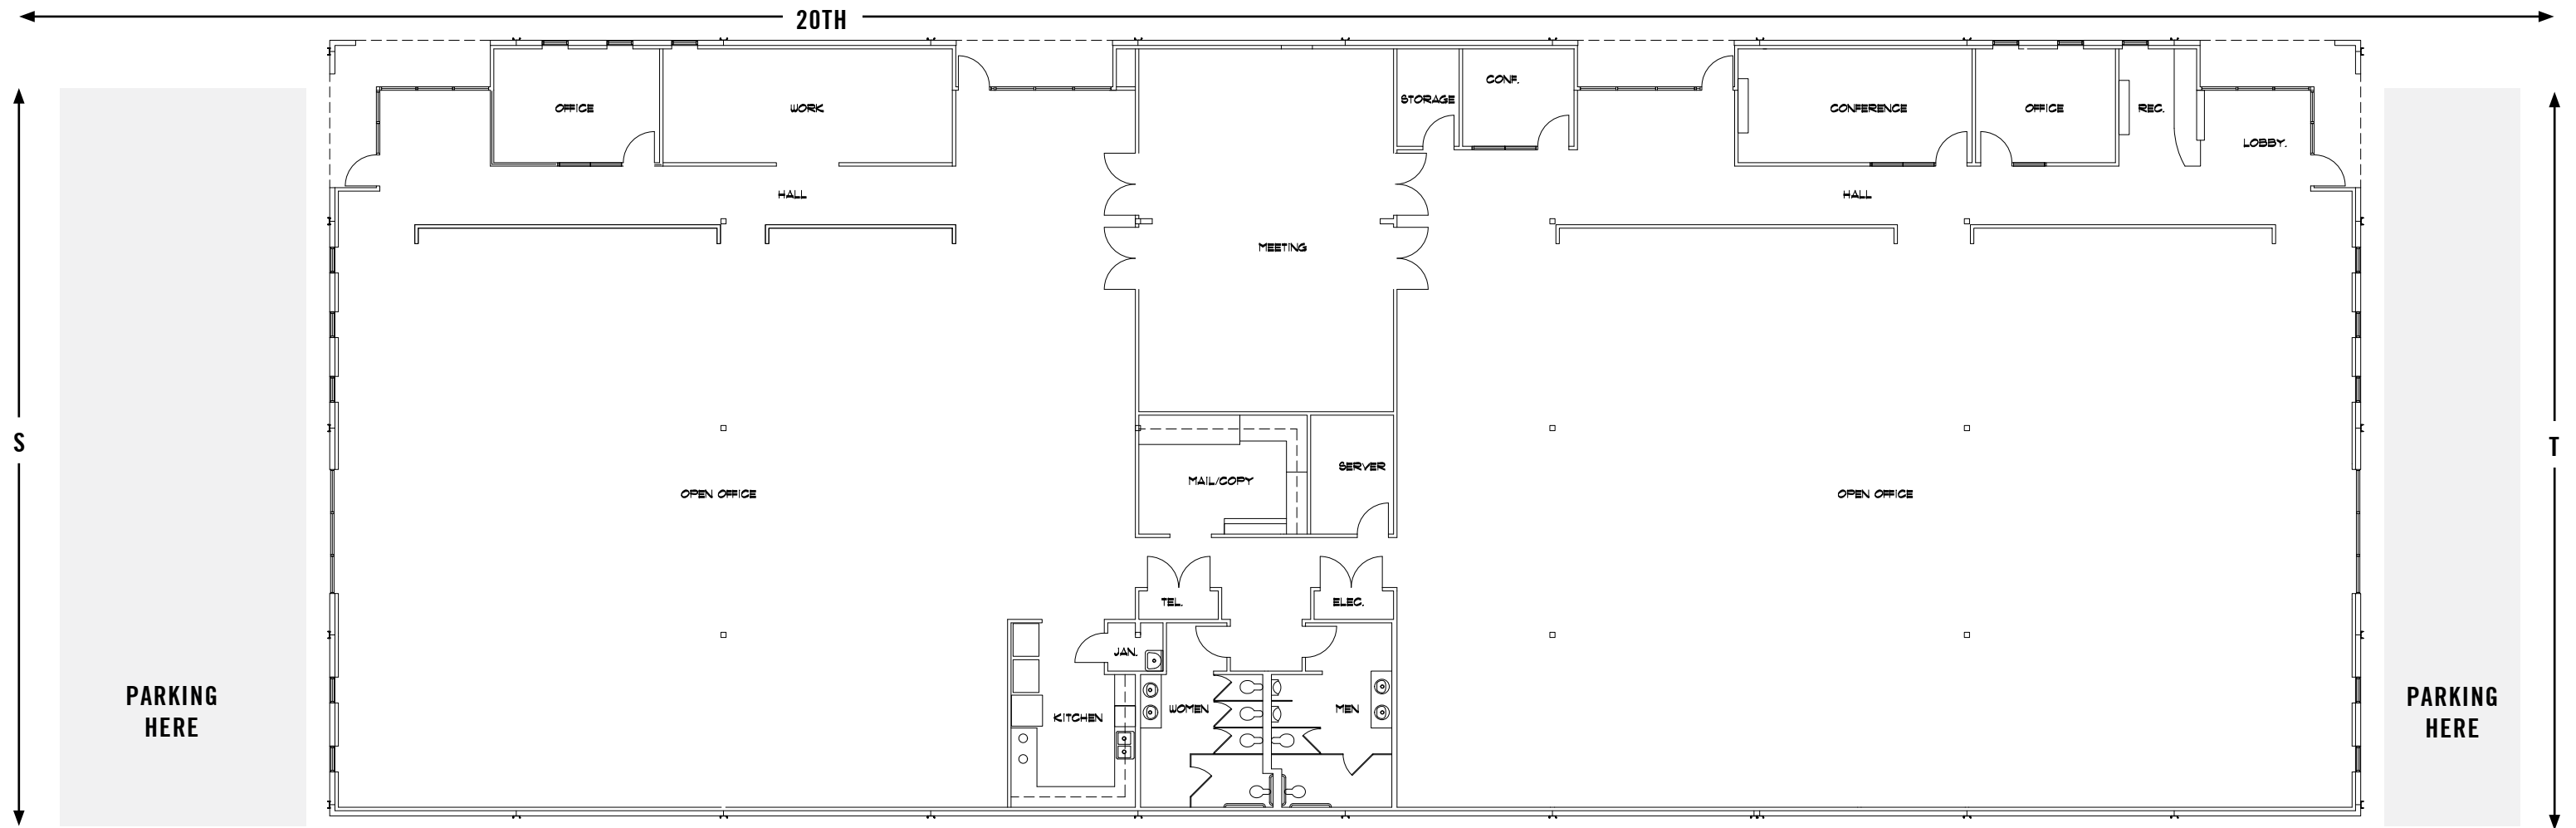 20TH
OFFICE
WORK
STORAGE
CONF.
CONFERENCE
OFFICE
REC.
LOBBY.
HALL
HALL
MEETING
S
T
MAIL/COPY
SERVER
OPEN OFFICE
OPEN OFFICE
TEL.
ELEC.
JAN.
KITCHEN
WOMEN
MEN
PARKING
HERE
PARKING
HERE